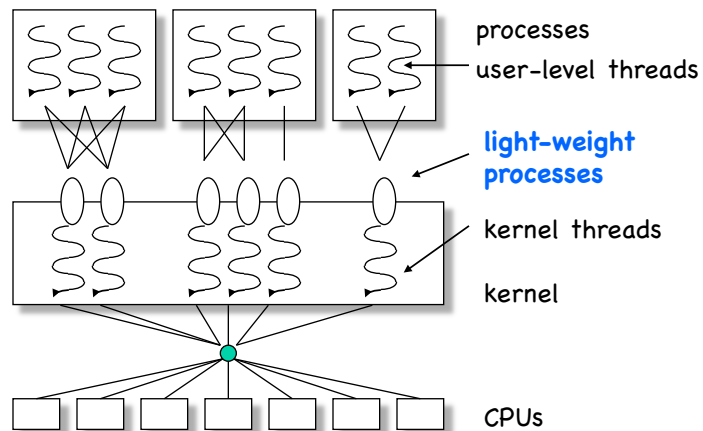 processes
user-level threads
light-weight
processes
kernel threads
kernel
CPUs